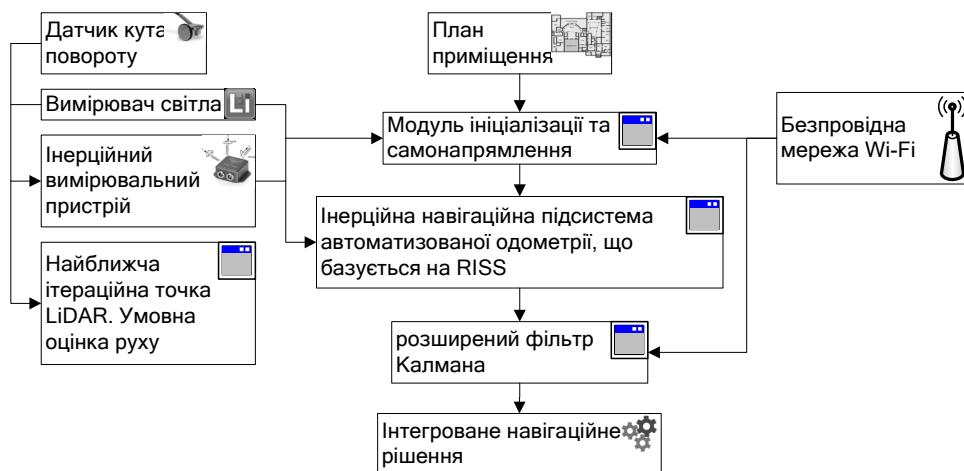 Датчик кута
повороту
Вимірювач світла
Li
Інерційний
вимірювальний
пристрій
Найближча
ітераційна точка
LiDAR. Умовна
оцінка руху
План
приміщення
Модуль ініціалізації та
самонапрямлення
Інерційна навігаційна підсистема
автоматизованої одометрії, що
базується на RISS
розширений фільтр
Калмана
Інтегроване навігаційне
рішення
Безпровідна
мережа Wi-Fi